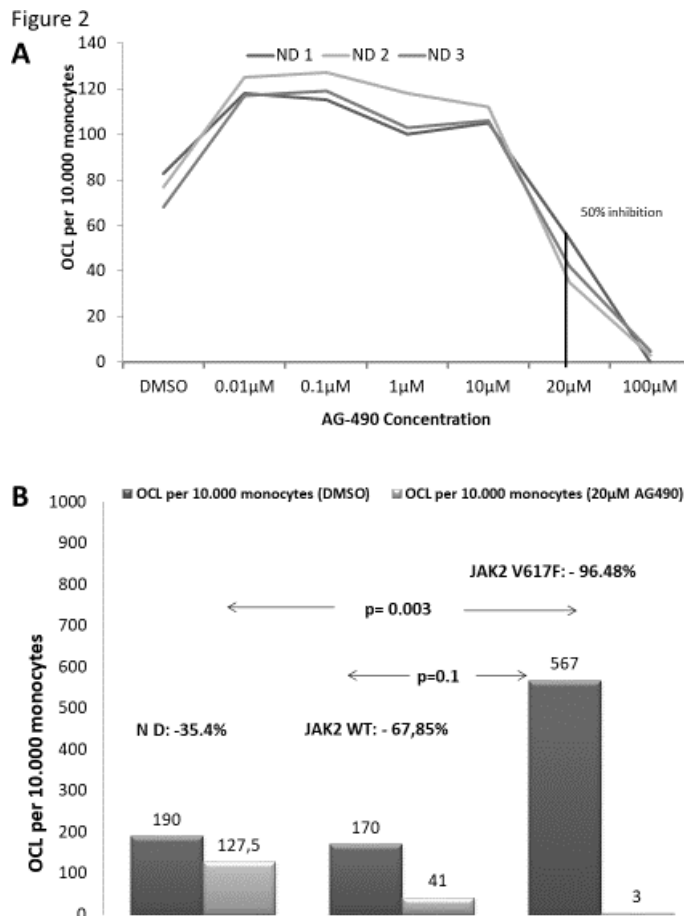 Figure 2
A
ND 1 ND 2 ND 3
OCL per 10.000 monocytes
140
120
100
80
60
40
20
0
50% inhibition
DMSO 0.01µM 0.1µM 1µM 10µM 20µM 100µM
AG-490 Concentration
B
OCL per 10.000 monocytes (DMSO) OCL per 10.000 monocytes (20µM AG490)
OCL per 10.000 monocytes
1000
900
800
700
600
500
400
300
200
100
0
JAK2 V617F: - 96.48%
p= 0.003
p=0.1
567
N D: -35.4%
JAK2 WT: - 67,85%
190
127,5
170
41
3